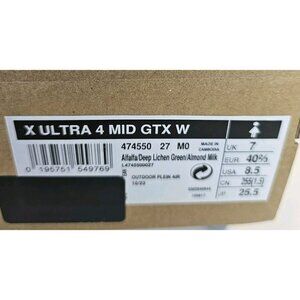 X ULTRA 4 MID GTX W
474550 27 M0
MADE IN
CAMBODIA
Alfalfa/Deep Lichen Green/Almond Milk
L4745500027
OUTDOOR PLEIN AIR
0 195751 549769
UK 7
EUR 40⅔
USA 8.5
CN 255(1.5)
25.5